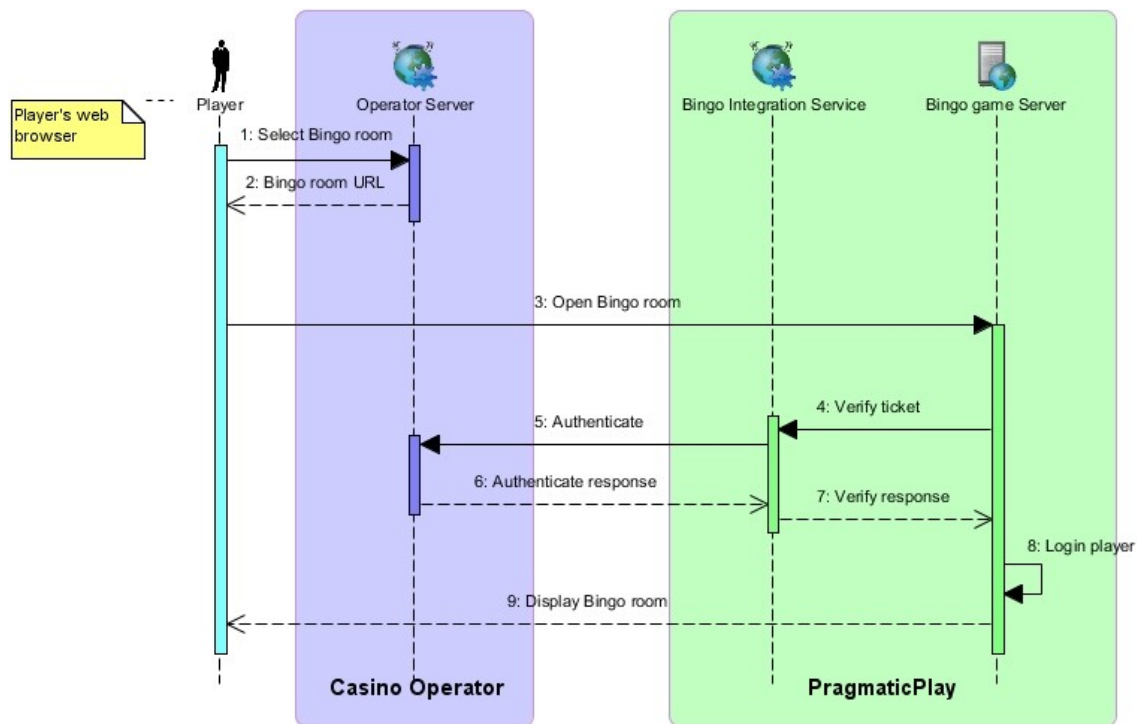 Player's web
browser
Player
Operator Server
Bingo Integration Service
Bingo game Server
1: Select Bingo room
2: Bingo room URL
3: Open Bingo room
4: Verify ticket
5: Authenticate
6: Authenticate response
7: Verify response
8: Login player
9: Display Bingo room
Casino Operator
PragmaticPlay